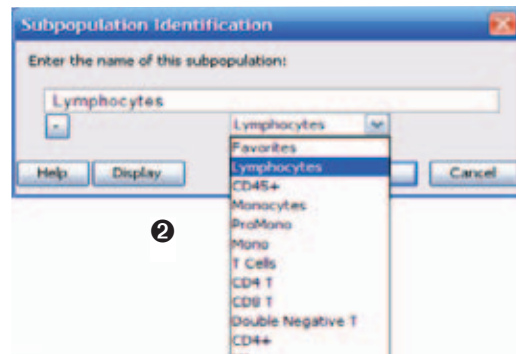 Subpopulation Identification
Enter the name of this subpopulation:
Lymphocytes
-
Lymphocytes
Favorites
Lymphocytes
Help
Display
Cancel
CD45+
Monocytes
❷
ProMono
Mono
T Cells
CD4 T
CD8 T
Double Negative T
CD4+